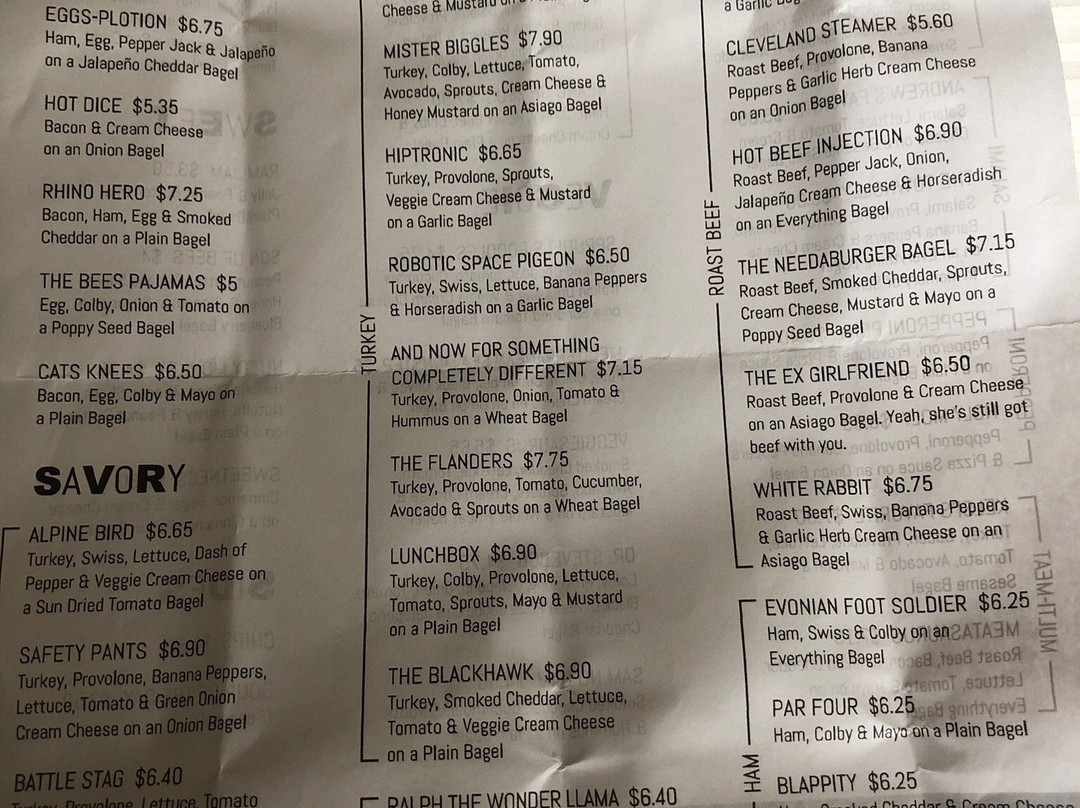 EGGS-PLOTION $6.75
Ham, Egg, Pepper Jack & Jalapeño
on a Jalapeño Cheddar Bagel
HOT DICE $5.35
Bacon & Cream Cheese
on an Onion Bagel
RHINO HERO $7.25
Bacon, Ham, Egg & Smoked
Cheddar on a Plain Bagel
THE BEES PAJAMAS $5
Egg, Colby, Onion & Tomato on
a Poppy Seed Bagel
CATS KNEES $6.50
Bacon, Egg, Colby & Mayo on
a Plain Bagel
SAVORY
ALPINE BIRD $6.65
Turkey, Swiss, Lettuce, Dash of
Pepper & Veggie Cream Cheese on
a Sun Dried Tomato Bagel
SAFETY PANTS $6.90
Turkey, Provolone, Banana Peppers,
Lettuce, Tomato & Green Onion
Cream Cheese on an Onion Bagel
BATTLE STAG $6.40
Turkey, Provolone, Lettuce, Tomato
TURKEY
Cheese & Mustard on
MISTER BIGGLES $7.90
Turkey, Colby, Lettuce, Tomato,
Avocado, Sprouts, Cream Cheese &
Honey Mustard on an Asiago Bagel
HIPTRONIC $6.65
Turkey, Provolone, Sprouts,
Veggie Cream Cheese & Mustard
on a Garlic Bagel
ROBOTIC SPACE PIGEON $6.50
Turkey, Swiss, Lettuce, Banana Peppers
& Horseradish on a Garlic Bagel
AND NOW FOR SOMETHING
COMPLETELY DIFFERENT $7.15
Turkey, Provolone, Onion, Tomato &
Hummus on a Wheat Bagel
THE FLANDERS $7.75
Turkey, Provolone, Tomato, Cucumber,
Avocado & Sprouts on a Wheat Bagel
LUNCHBOX $6.90
Turkey, Colby, Provolone, Lettuce,
Tomato, Sprouts, Mayo & Mustard
on a Plain Bagel
THE BLACKHAWK $6.90
Turkey, Smoked Cheddar, Lettuce,
Tomato & Veggie Cream Cheese
on a Plain Bagel
RALPH THE WONDER LLAMA $6.40
ROAST BEEF
a Garlic
CLEVELAND STEAMER $5.60
Roast Beef, Provolone, Banana
Peppers & Garlic Herb Cream Cheese
on an Onion Bagel
HOT BEEF INJECTION $6.90
Roast Beef, Pepper Jack, Onion,
Jalapeño Cream Cheese & Horseradish
on an Everything Bagel
THE NEEDABURGER BAGEL $7.15
Roast Beef, Smoked Cheddar, Sprouts,
Cream Cheese, Mustard & Mayo on a
Poppy Seed Bagel
THE EX GIRLFRIEND $6.50
Roast Beef, Provolone & Cream Cheese
on an Asiago Bagel. Yeah, she's still got
beef with you.
WHITE RABBIT $6.75
Roast Beef, Swiss, Banana Peppers
& Garlic Herb Cream Cheese on an
Asiago Bagel
HAM
EVONIAN FOOT SOLDIER $6.25
Ham, Swiss & Colby on an
Everything Bagel
PAR FOUR $6.25
Ham, Colby & Mayo on a Plain Bagel
BLAPPITY $6.25